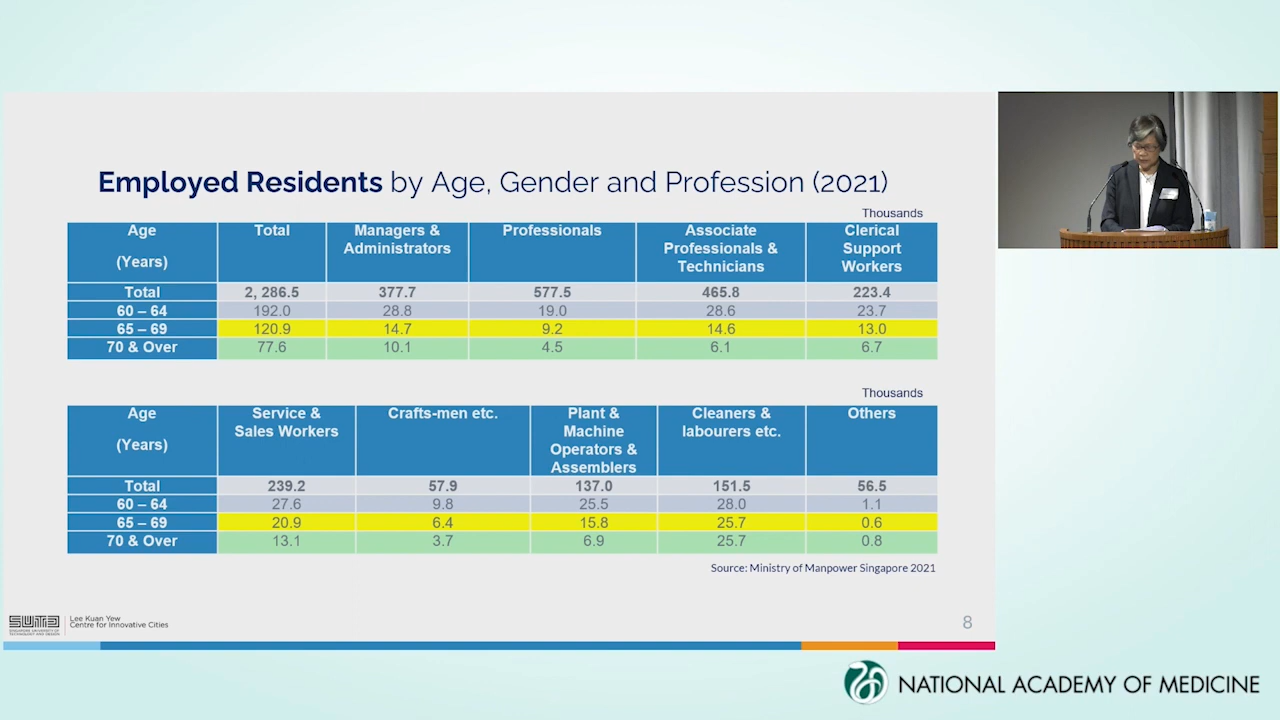 Employed Residents by Age, Gender and Profession (2021)
Thousands
Age (Years) Total Managers & Administrators Professionals Associate Professionals & Technicians Clerical Support Workers
Total 2, 286.5 377.7 577.5 465.8 223.4
60 – 64 192.0 28.8 19.0 28.6 23.7
65 – 69 120.9 14.7 9.2 14.6 13.0
70 & Over 77.6 10.1 4.5 6.1 6.7
Thousands
Age (Years) Service & Sales Workers Crafts-men etc. Plant & Machine Operators & Assemblers Cleaners & labourers etc. Others
Total 239.2 57.9 137.0 151.5 56.5
60 – 64 27.6 9.8 25.5 28.0 1.1
65 – 69 20.9 6.4 15.8 25.7 0.6
70 & Over 13.1 3.7 6.9 25.7 0.8
Source: Ministry of Manpower Singapore 2021
SUTD
SINGAPORE UNIVERSITY OF
TECHNOLOGY AND DESIGN
Lee Kuan Yew
Centre for Innovative Cities
8
NATIONAL ACADEMY OF MEDICINE